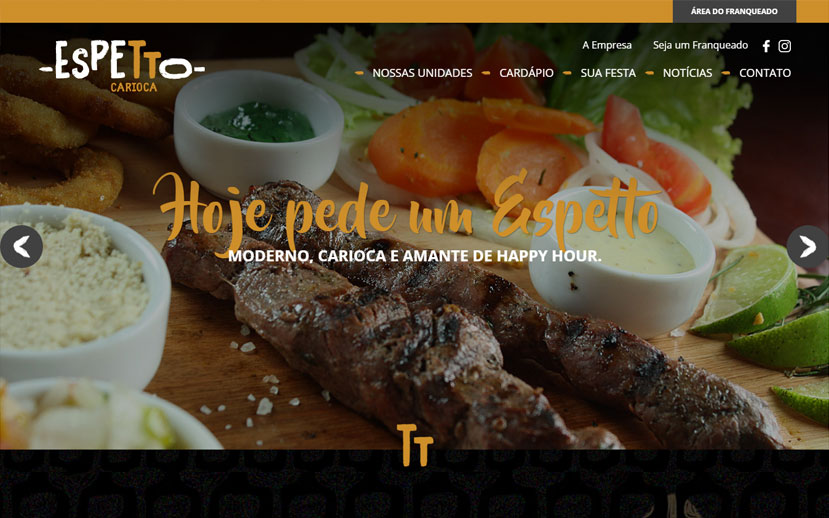 ÁREA DO FRANQUEADO
A Empresa Seja um Franqueado
ESPETTO
CARIOCA
NOSSAS UNIDADES CARDÁPIO SUA FESTA NOTÍCIAS CONTATO
Hoje pede um Espetto
MODERNO, CARIOCA E AMANTE DE HAPPY HOUR.
TT